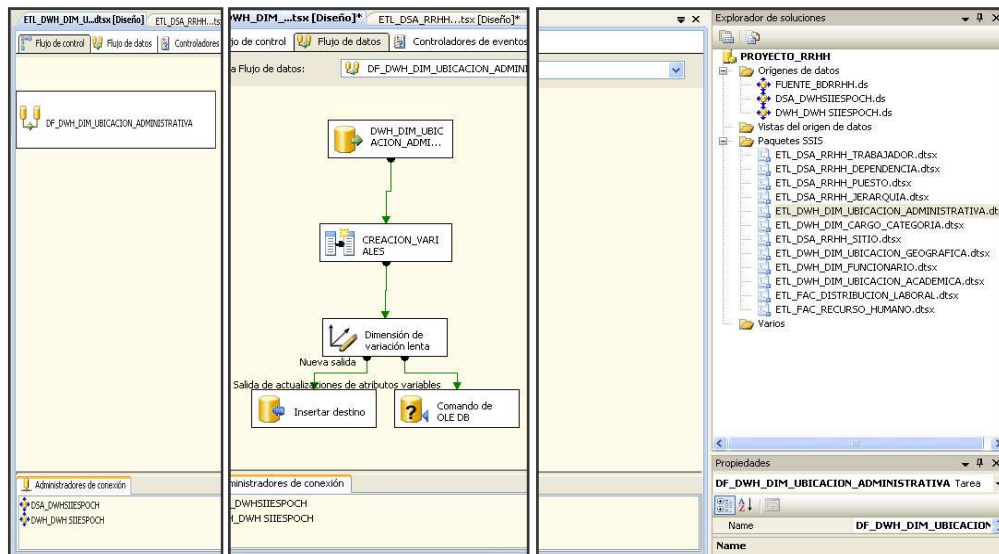 ETL_DWH_DIM_U...dtsx [Diseño]
ETL_DSA_RRHH...ts
Flujo de control
Flujo de datos
Controladores
DF_DWH_DIM_UBICACION_ADMINISTRATIVA
Administradores de conexión
DSA_DWHSIIESPOCH
DWH_DWH SIIESPOCH
WH_DIM_...tsx [Diseño]*
ETL_DSA_RRHH...tsx [Diseño]*
jo de control
Flujo de datos
Controladores de eventos
a Flujo de datos:
DF_DWH_DIM_UBICACION_ADMINI
DWH_DIM_UBIC
ACION_ADMI...
CREACION_VARI
ALES
Dimensión de
variación lenta
Nueva salida
Salida de actualizaciones de atributos variables
Insertar destino
Comando de
OLE DB
ministradores de conexión
_DWHSIIESPOCH
_DWH SIIESPOCH
Explorador de soluciones
PROYECTO_RRHH
Orígenes de datos
FUENTE_BDRRHH.ds
DSA_DWHSIIESPOCH.ds
DWH_DWH SIIESPOCH.ds
Vistas del origen de datos
Paquetes SSIS
ETL_DSA_RRHH_TRABAJADOR.dtsx
ETL_DSA_RRHH_DEPENDENCIA.dtsx
ETL_DSA_RRHH_PUESTO.dtsx
ETL_DSA_RRHH_JERARQUIA.dtsx
ETL_DWH_DIM_UBICACION_ADMINISTRATIVA.dt
ETL_DWH_DIM_CARGO_CATEGORIA.dtsx
ETL_DSA_RRHH_SITIO.dtsx
ETL_DWH_DIM_UBICACION_GEOGRAFICA.dtsx
ETL_DWH_DIM_FUNCIONARIO.dtsx
ETL_DWH_DIM_UBICACION_ACADEMICA.dtsx
ETL_FAC_DISTRIBUCION_LABORAL.dtsx
ETL_FAC_RECURSO_HUMANO.dtsx
Varios
Propiedades
DF_DWH_DIM_UBICACION_ADMINISTRATIVA Tarea
Name DF_DWH_DIM_UBICACION
Name